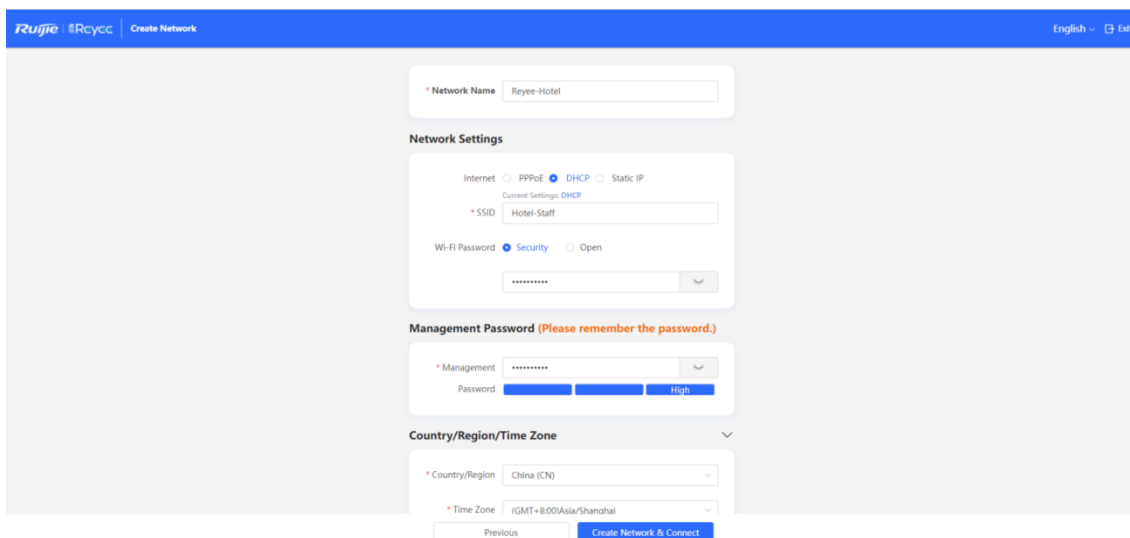 Ruijie Rcycc Create Network English Exi
* Network Name Reyee-Hotel
Network Settings
Internet PPPoE DHCP Static IP
Current Settings: DHCP
* SSID Hotel-Staff
Wi-Fi Password Security Open
••••••••••
Management Password (Please remember the password.)
* Management ••••••••••
Password High
Country/Region/Time Zone
* Country/Region China (CN)
* Time Zone (GMT+8:00)Asia/Shanghai
Previous Create Network & Connect